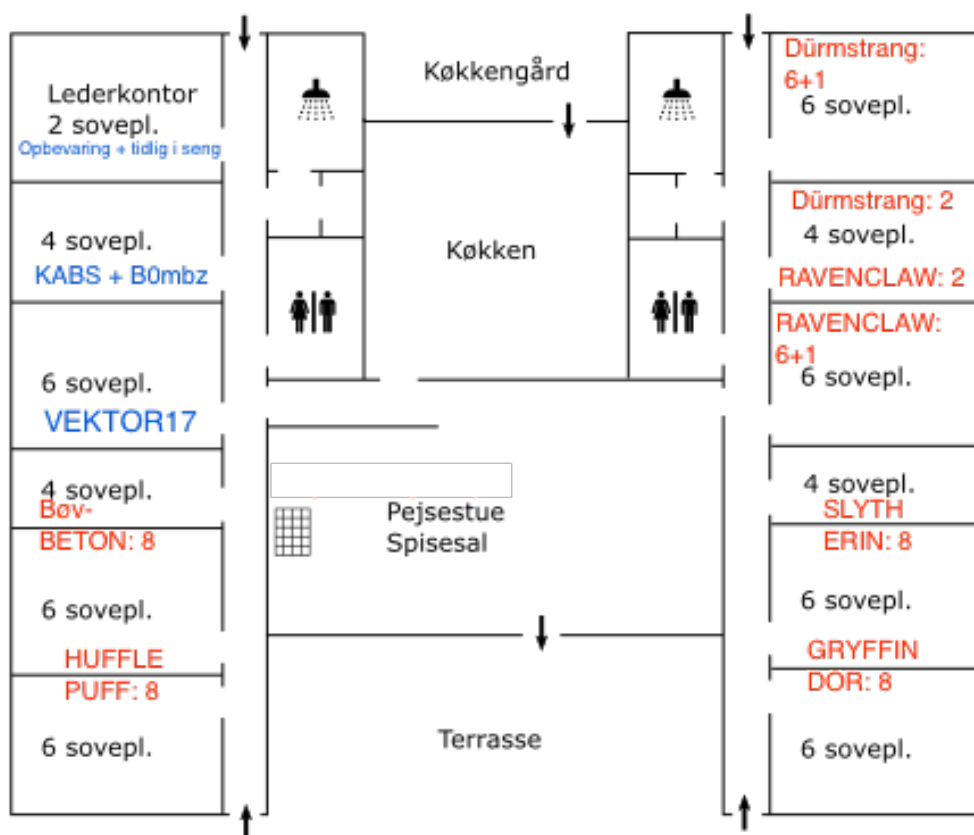 Køkkengård
Lederkontor
2 sovepl.
Opbevaring + tidlig i seng
4 sovepl.
KABS + B0mbz
6 sovepl.
VEKTOR17
4 sovepl.
Bøv-
BETON: 8
6 sovepl.
HUFFLE
PUFF: 8
6 sovepl.
Køkken
Pejsestue
Spisesal
Terrasse
Dürmstrang:
6+1
6 sovepl.
Dürmstrang: 2
4 sovepl.
RAVENCLAW: 2
RAVENCLAW:
6+1
6 sovepl.
4 sovepl.
SLYTH
ERIN: 8
6 sovepl.
GRYFFIN
DOR: 8
6 sovepl.